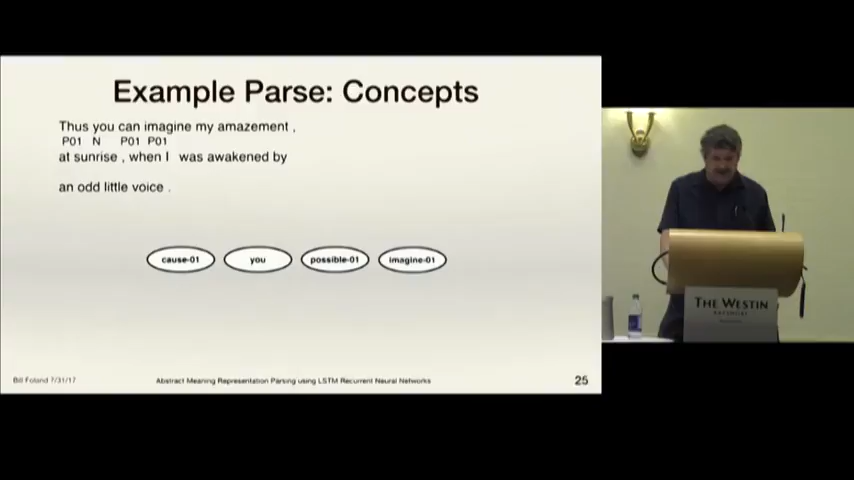 Example Parse: Concepts
Thus you can imagine my amazement ,
P01 N P01 P01
at sunrise , when I was awakened by
an odd little voice .
cause-01 you possible-01 imagine-01
Bill Foland 7/31/17 Abstract Meaning Representation Parsing using LSTM Recurrent Neural Networks 25
THE WESTIN